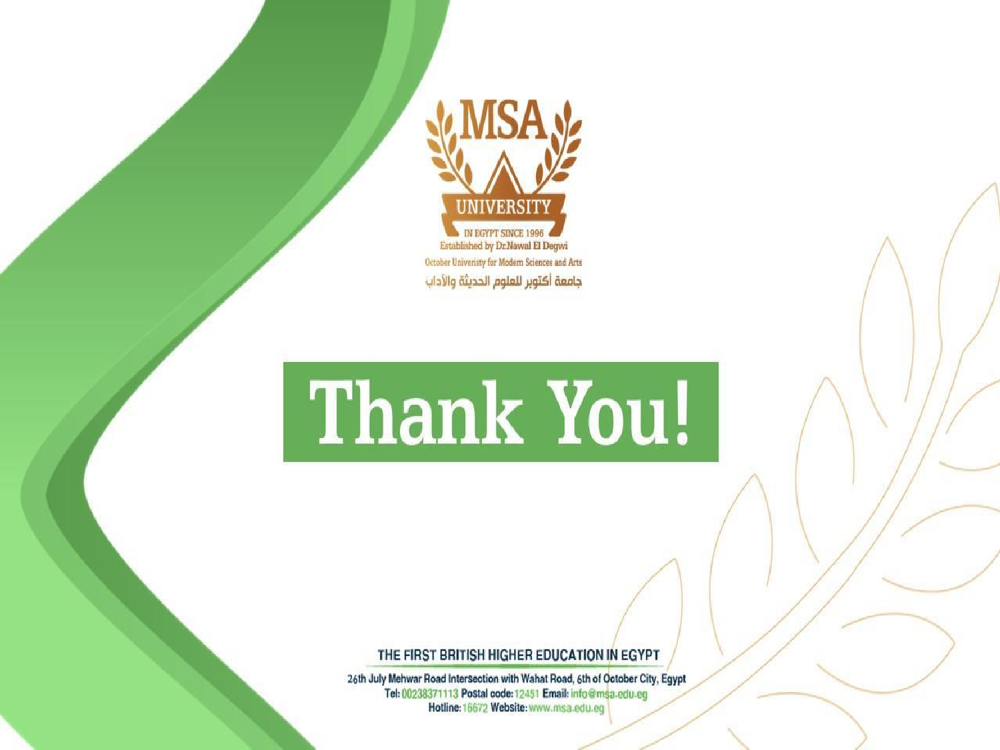 MSA
UNIVERSITY
IN EGYPT SINCE 1996
Established by Dr.Nawal El Degwi
October Univeristy for Modern Sciences and Arts
جامعة أكتوبر للعلوم الحديثة والآداب
Thank You!
THE FIRST BRITISH HIGHER EDUCATION IN EGYPT
26th July Mehwar Road Intersection with Wahat Road, 6th of October City, Egypt
Tel: 00238371113 Postal code: 12451 Email: info@msa.edu.eg
Hotline: 16672 Website: www.msa.edu.eg